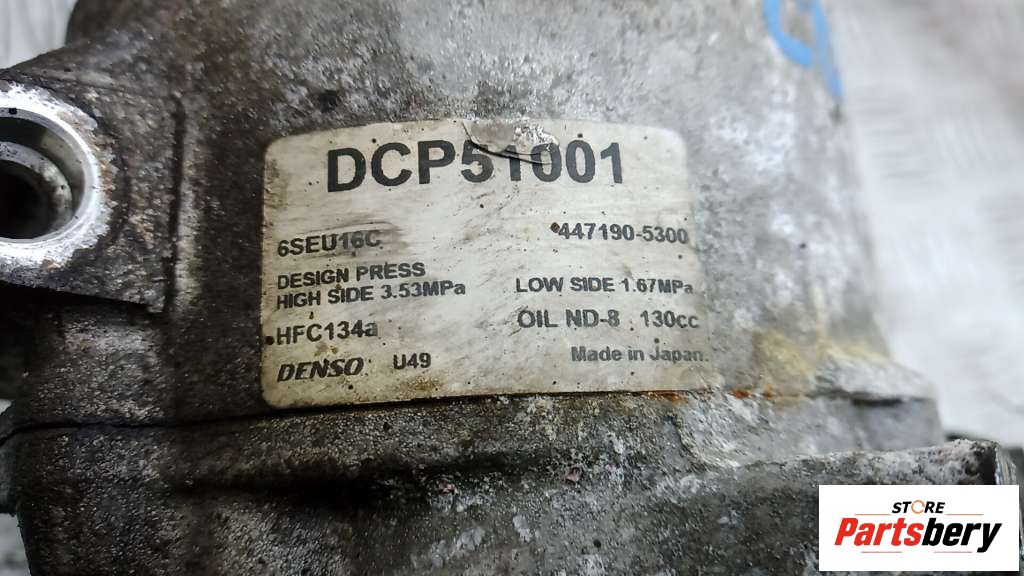 DCP51001
6SEU16C 447190-5300
DESIGN PRESS
HIGH SIDE 3.53MPa LOW SIDE 1.67MPa
HFC134a OIL ND-8 130cc
DENSO U49 Made in Japan
STORE
Partsbery